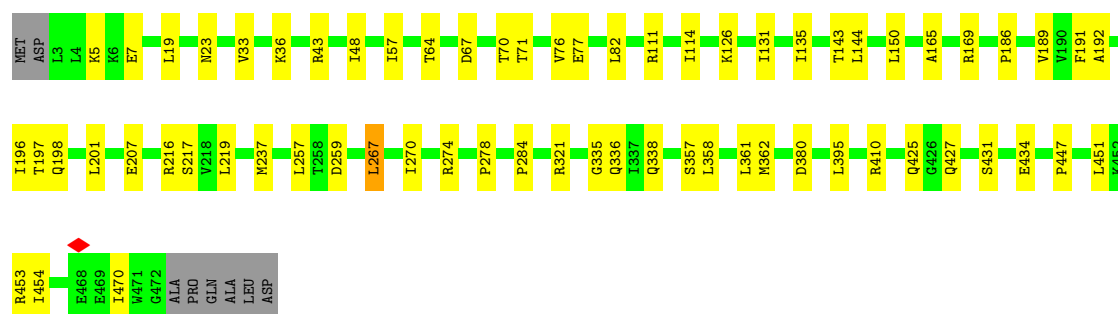 MET ASP L3 L4 K5 K6 E7 L19 N23 V33 K36 R43 I48 I57 T64 D67 T70 T71 V76 E77 L82 R111 I114 K126 I131 I135 T143 L144 L150 A165 R169 P186 V189 V190 F191 A192
I196 T197 Q198 L201 E207 R216 S217 V218 L219 M237 L257 T258 D259 L267 I270 R274 P278 P284 R321 G335 Q336 I337 Q338 S357 L358 L361 M362 D380 L395 R410 Q425 G426 Q427 S431 E434 P447 L451 K452
R453 I454 E468 E469 I470 W471 G472 ALA PRO GLN ALA LEU ASP